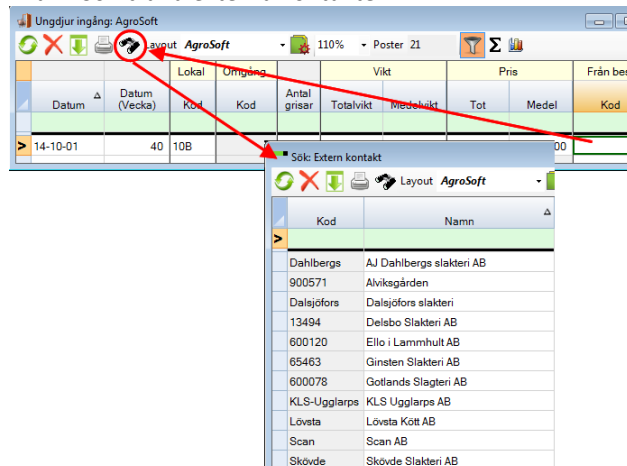 Ungdjur ingång: AgroSoft
Layout AgroSoft 110% Poster 21
Lokal Omgång Vikt Pris Från bes
Datum Datum (Vecka) Kod Kod Antal grisar Totalvikt Medelvikt Tot Medel Kod
14-10-01 40 10B 00
Sök: Extern kontakt
Layout AgroSoft
Kod Namn
Dahlbergs AJ Dahlbergs slakteri AB
900571 Alviksgården
Dalsjöfors Dalsjöfors slakteri
13494 Delsbo Slakteri AB
600120 Ello i Lammhult AB
65463 Ginsten Slakteri AB
600078 Gotlands Slagteri AB
KLS-Ugglarps KLS Ugglarps AB
Lövsta Lövsta Kött AB
Scan Scan AB
Skövde Skövde Slakteri AB